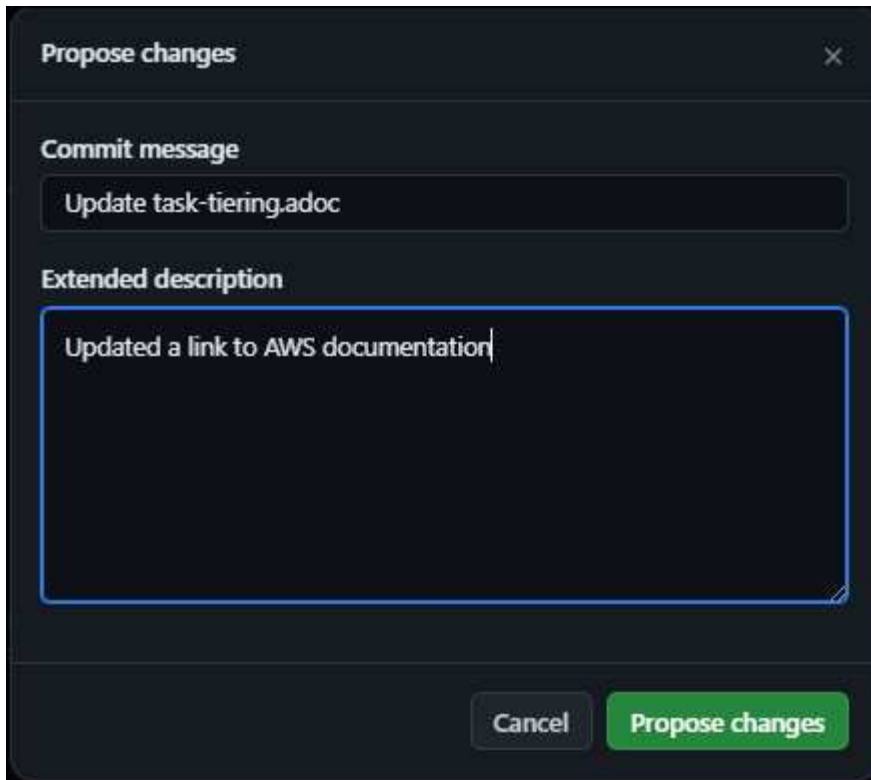 Propose changes
Commit message
Update task-tiering.adoc
Extended description
Updated a link to AWS documentation
Cancel
Propose changes